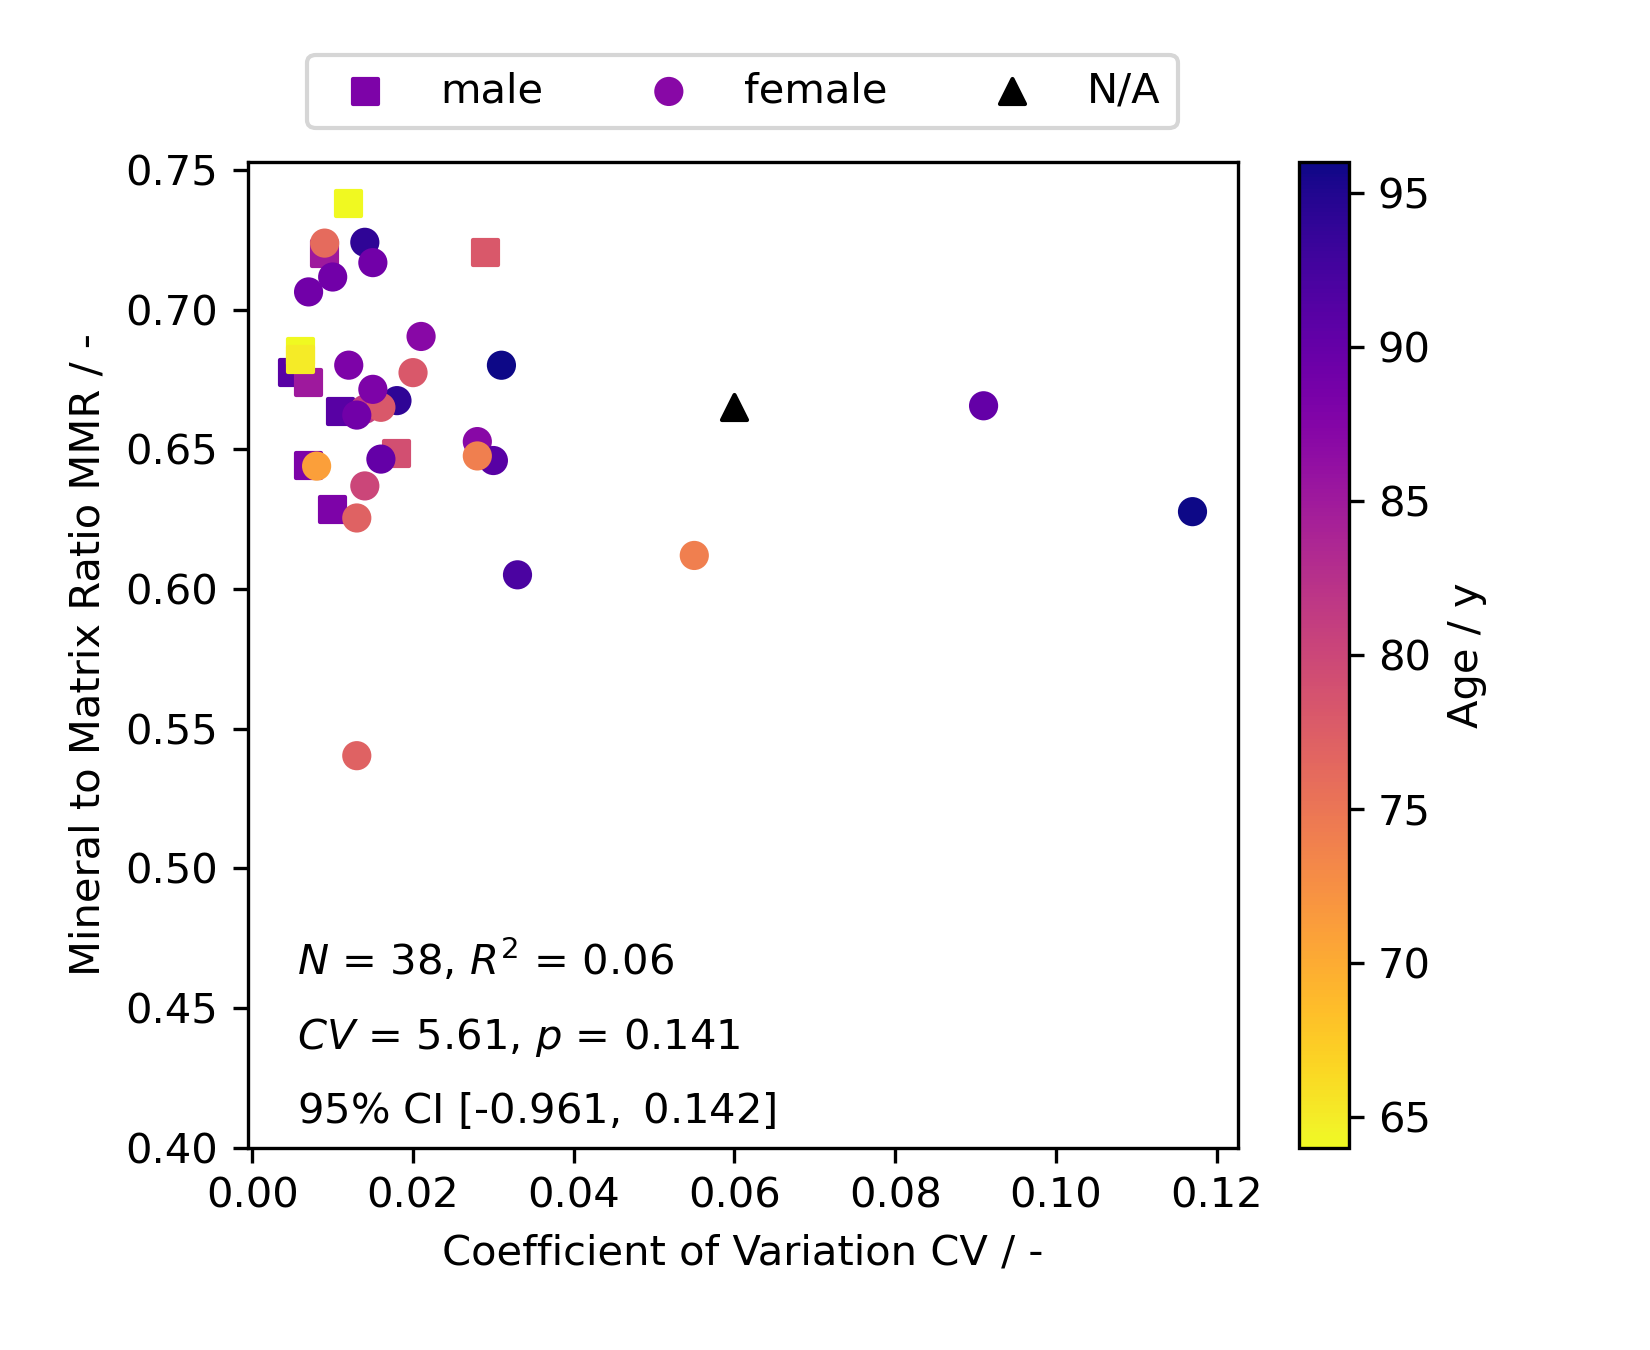 male female N/A
0.75
0.70
0.65
0.60
0.55
0.50
0.45
0.40
Mineral to Matrix Ratio MMR / -
N = 38, R² = 0.06
CV = 5.61, p = 0.141
95% CI [-0.961, 0.142]
0.00 0.02 0.04 0.06 0.08 0.10 0.12
Coefficient of Variation CV / -
95
90
85
80
75
70
65
Age / y